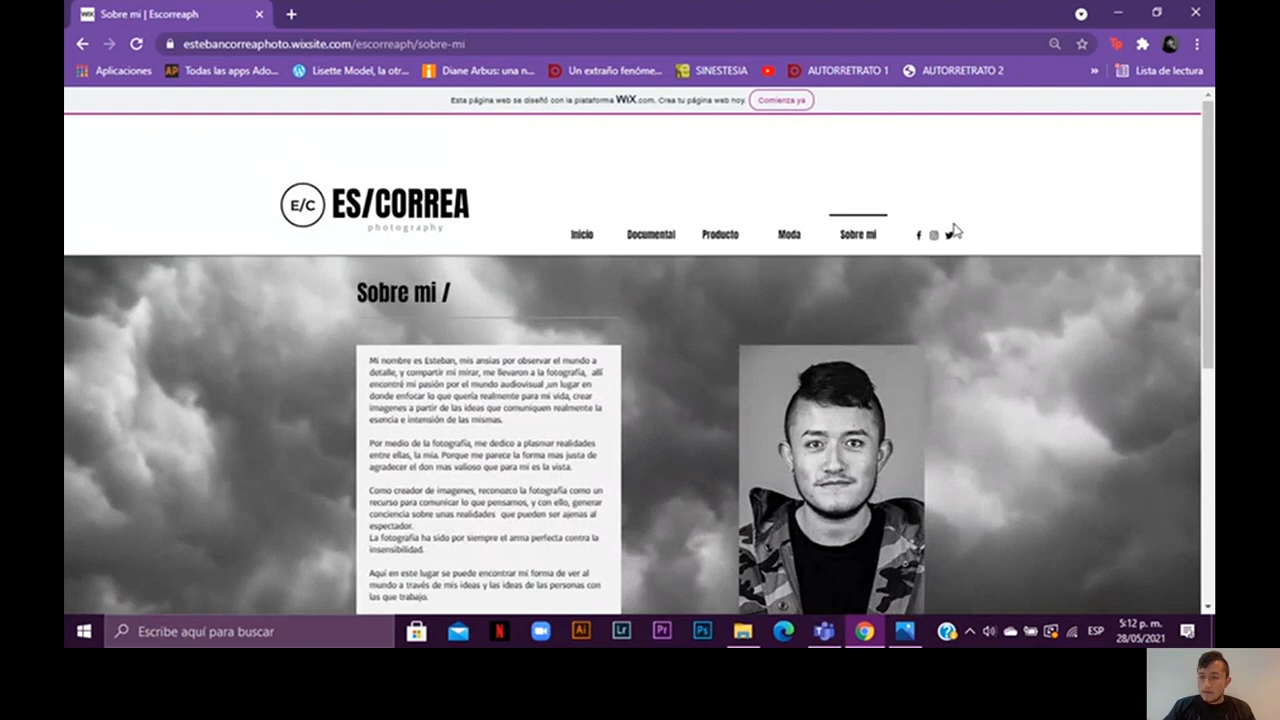 Sobre mi | Escorreaph
estebancorreaphoto.wixsite.com/escorreaph/sobre-mi
Aplicaciones
Todas las apps Ado...
Lisette Model, la otr...
Diane Arbus: una n...
Un extraño fenóme...
SINESTESIA
AUTORRETRATO 1
AUTORRETRATO 2
»
Lista de lectura
Esta página web se diseñó con la plataforma WiX.com. Crea tu página web hoy. Comienza ya
E/C ES/CORREA
photography
Inicio Documental Producto Moda Sobre mi
Sobre mi /
Mi nombre es Esteban, mis ansias por observar el mundo a
detalle, y compartir mi mirar, me llevaron a la fotografía, allí
encontré mi pasión por el mundo audiovisual ,un lugar en
donde enfocar lo que quería realmente para mi vida, crear
imagenes a partir de las ideas que comuniquen realmente la
esencia e intensión de las mismas.
Por medio de la fotografía, me dedico a plasmar realidades
entre ellas, la mia. Porque me parece la forma mas justa de
agradecer el don mas valioso que para mi es la vista.
Como creador de imagenes, reconozco la fotografía como un
recurso para comunicar lo que pensamos, y con ello, generar
conciencia sobre unas realidades que pueden ser ajenas al
espectador.
La fotografía ha sido por siempre el arma perfecta contra la
insensibilidad.
Aquí en este lugar se puede encontrar mi forma de ver al
mundo a través de mis ideas y las ideas de las personas con
las que trabajo.
Escribe aquí para buscar
N
Ai
Lr
Pr
Ps
ESP
5:12 p. m.
28/05/2021